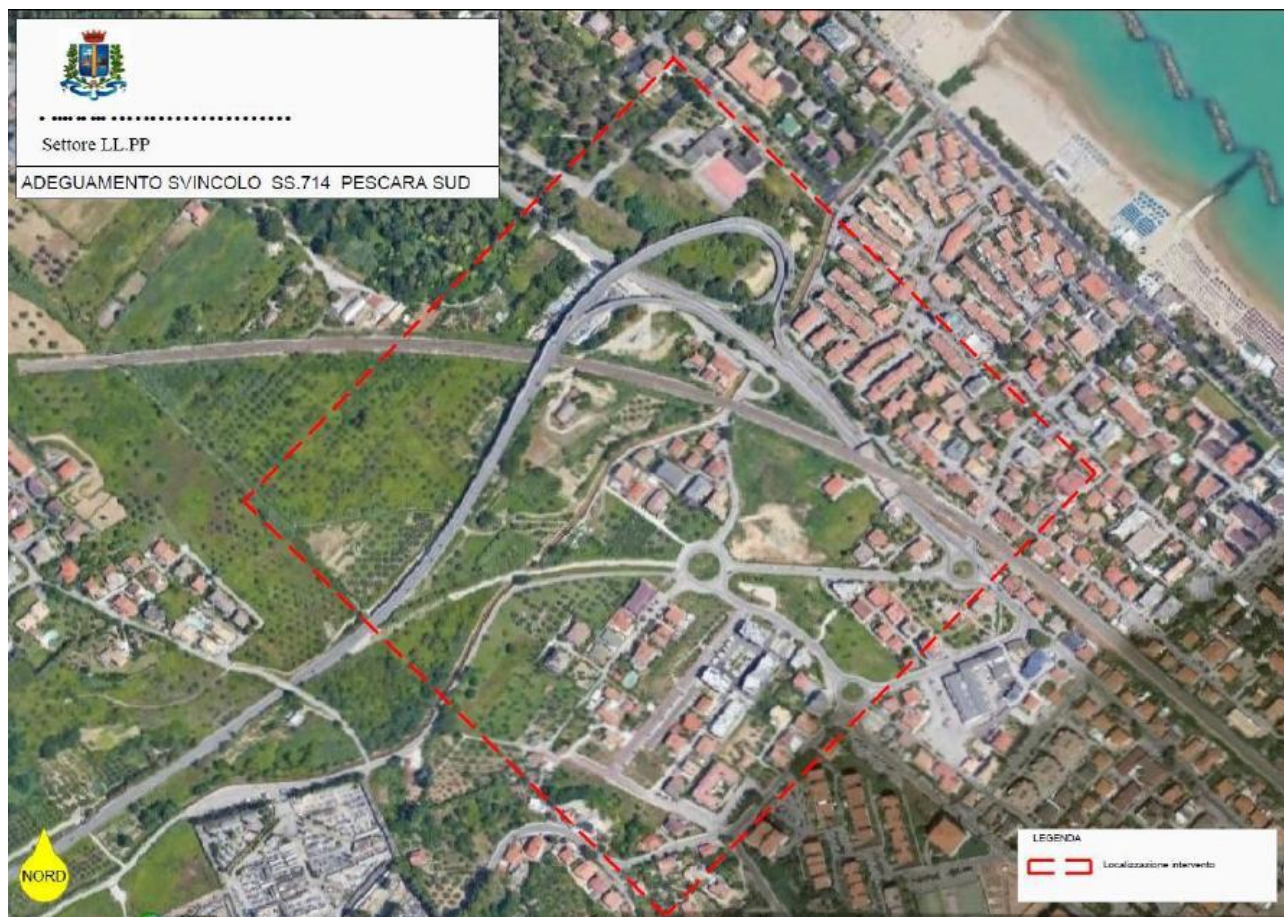 Settore LL.PP
ADEGUAMENTO SVINCOLO SS.714 PESCARA SUD
NORD
LEGENDA
Localizzazione intervento